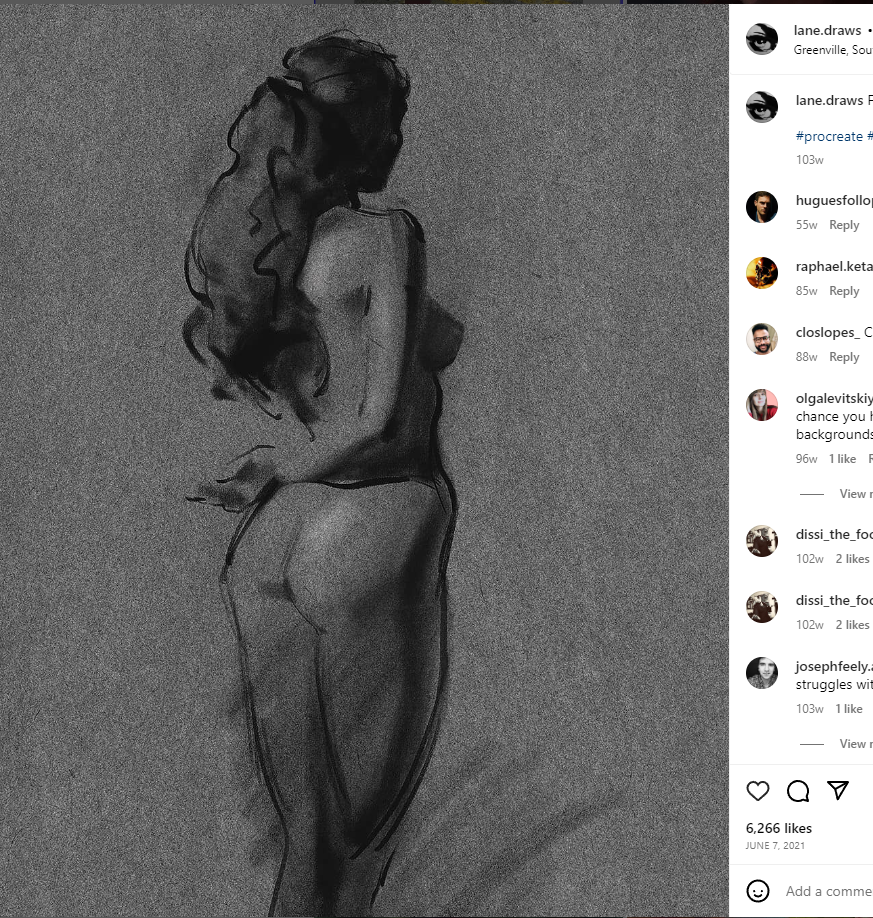 lane.draws •
Greenville, Sou
lane.draws F
#procreate #
103w
huguesfollop
55w Reply
raphael.keta
85w Reply
closlopes_ C
88w Reply
olgalevitskiy
chance you h
backgrounds
96w 1 like R
View r
dissi_the_foo
102w 2 likes
dissi_the_foo
102w 2 likes
josephfeely.a
struggles wit
103w 1 like
View r
6,266 likes
JUNE 7, 2021
Add a comme